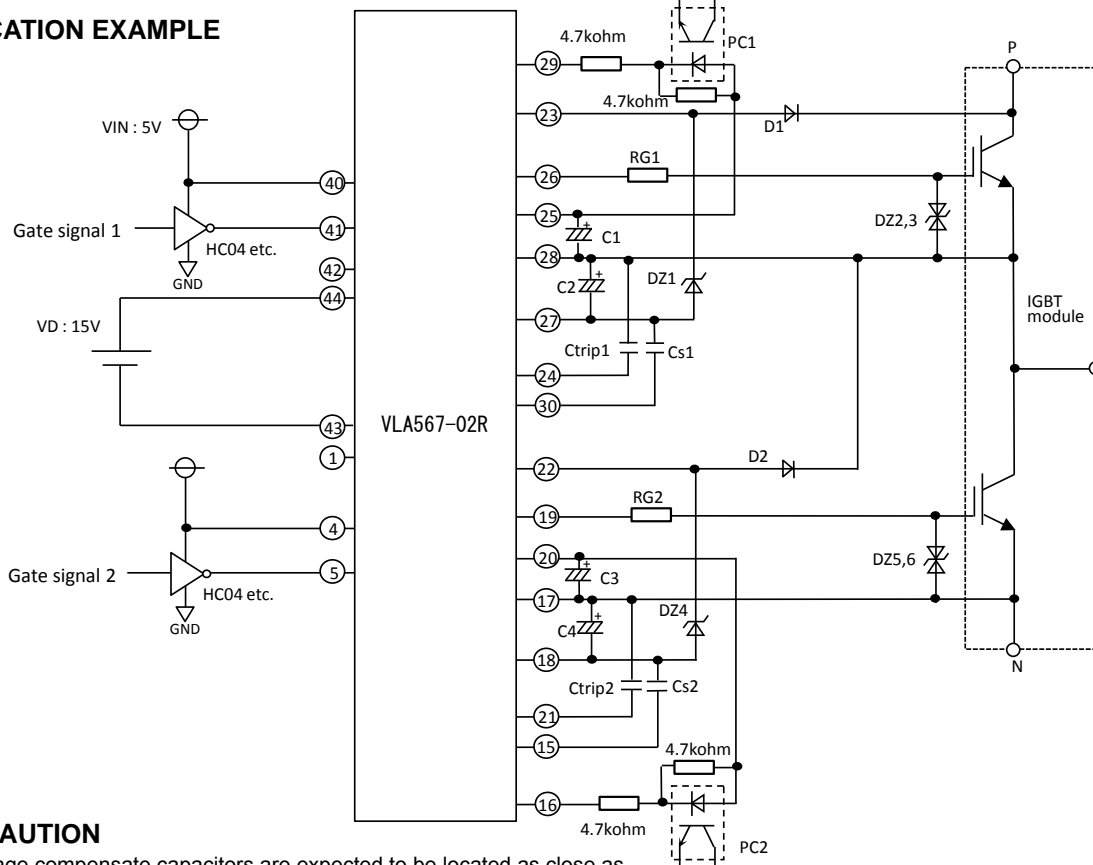 CATION EXAMPLE
4.7kohm
PC1
29
4.7kohm
23
D1
P
VIN : 5V
RG1
26
40
25
C1
DZ2,3
Gate signal 1
41
HC04 etc.
28
42
GND
C2
DZ1
44
27
IGBT
module
VD : 15V
Ctrip1
Cs1
24
30
43
VLA567-02R
1
D2
22
RG2
19
4
20
C3
DZ5,6
Gate signal 2
5
HC04 etc.
17
DZ4
GND
C4
18
Ctrip2
Cs2
21
15
N
4.7kohm
16
4.7kohm
PC2
AUTION
compensate capacitors are expected to be located as close as